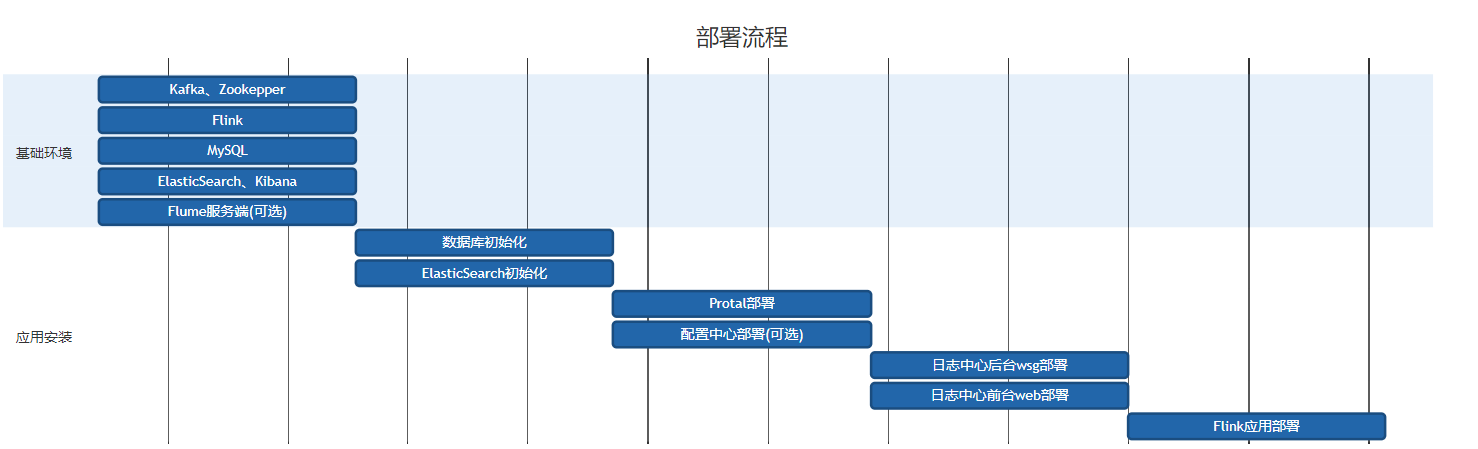 部署流程
基础环境
Kafka、Zookepper
Flink
MySQL
ElasticSearch、Kibana
Flume服务端(可选)
应用安装
数据库初始化
ElasticSearch初始化
Protal部署
配置中心部署(可选)
日志中心后台wsg部署
日志中心前台web部署
Flink应用部署